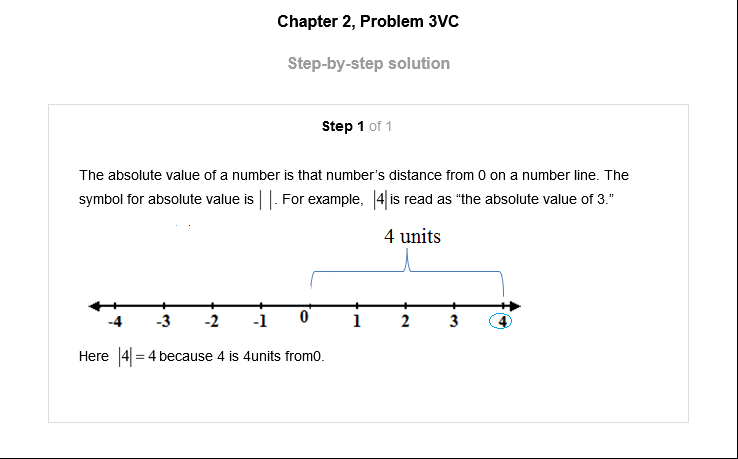 Chapter 2, Problem 3VC
Step-by-step solution
Step 1 of 1
The absolute value of a number is that number's distance from 0 on a number line. The
symbol for absolute value is | |. For example, |4| is read as “the absolute value of 3.”
4 units
-4 -3 -2 -1 0 1 2 3 4
Here |4| = 4 because 4 is 4units from0.